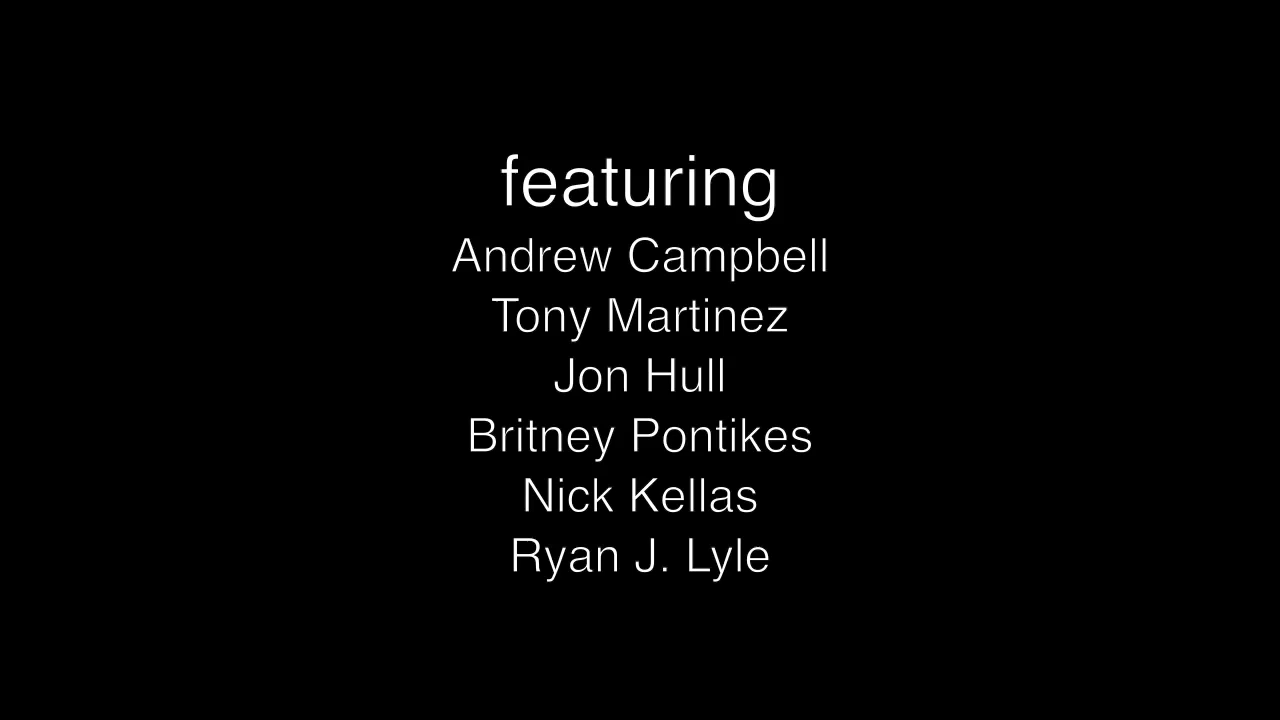 featuring
Andrew Campbell
Tony Martinez
Jon Hull
Britney Pontikes
Nick Kellas
Ryan J. Lyle